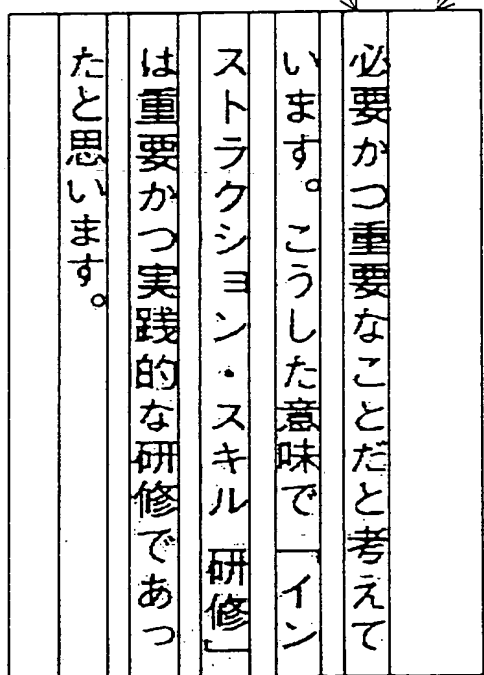 必要かつ重要なことだと考えて
います。こうした意味で「イン
ストラクション・スキル研修」
は重要かつ実践的な研修であっ
たと思います。